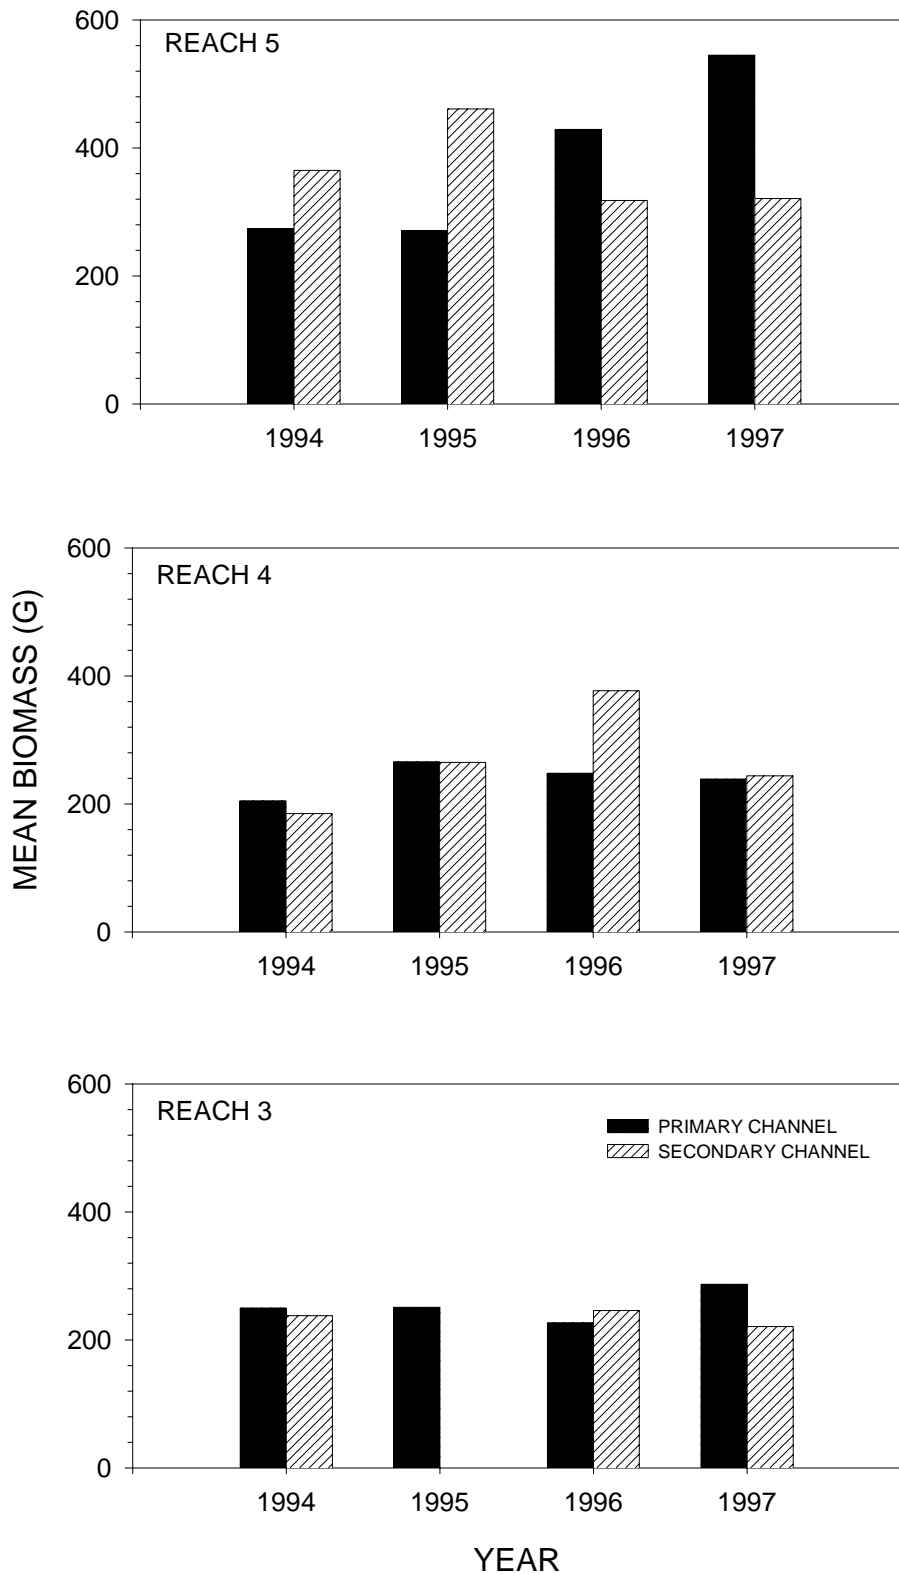 600
REACH 5
400
200
0
1994 1995 1996 1997
600
REACH 4
400
200
0
1994 1995 1996 1997
MEAN BIOMASS (G)
600
REACH 3
PRIMARY CHANNEL
SECONDARY CHANNEL
400
200
0
1994 1995 1996 1997
YEAR